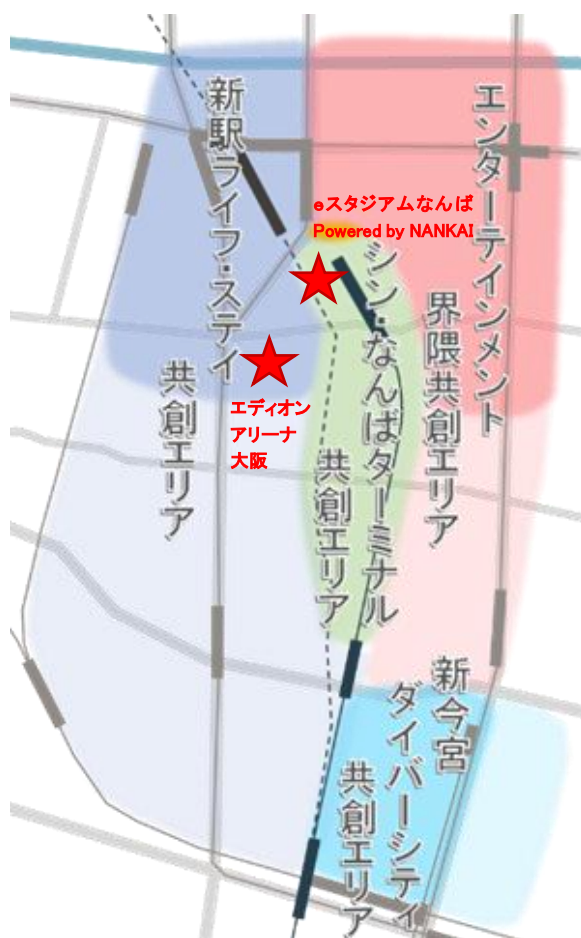 新駅ライフ・ステイ
共創エリア
エンターテインメント
界隈共創エリア
eスタジアムなんば
Powered by NANKAI
シン・なんばターミナル
共創エリア
エディオン
アリーナ
大阪
新今宮
ダイバーシティ
共創エリア